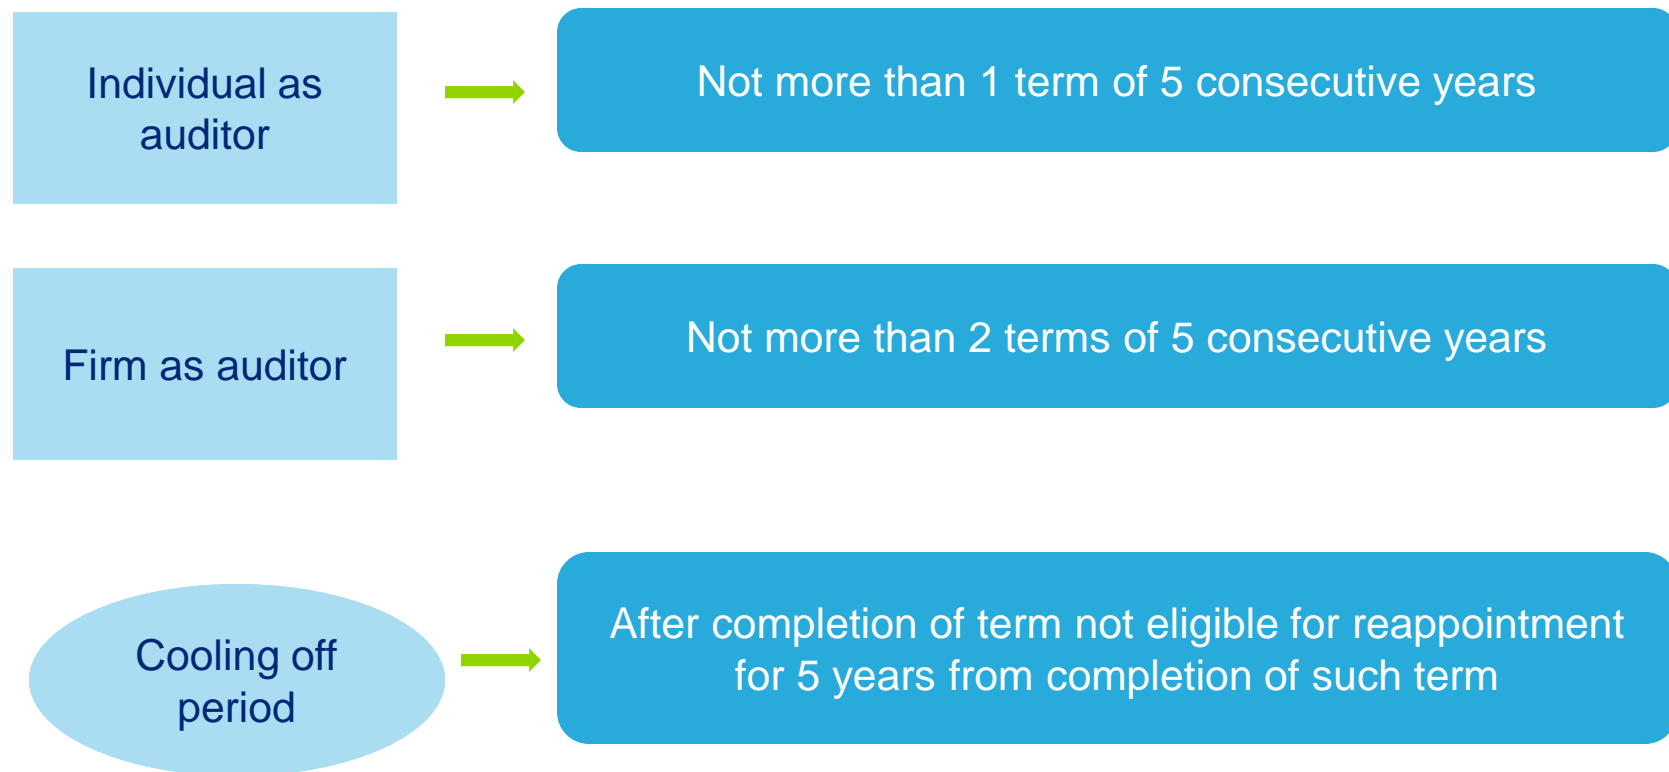 Individual as
auditor
Not more than 1 term of 5 consecutive years
Firm as auditor
Not more than 2 terms of 5 consecutive years
Cooling off
period
After completion of term not eligible for reappointment
for 5 years from completion of such term